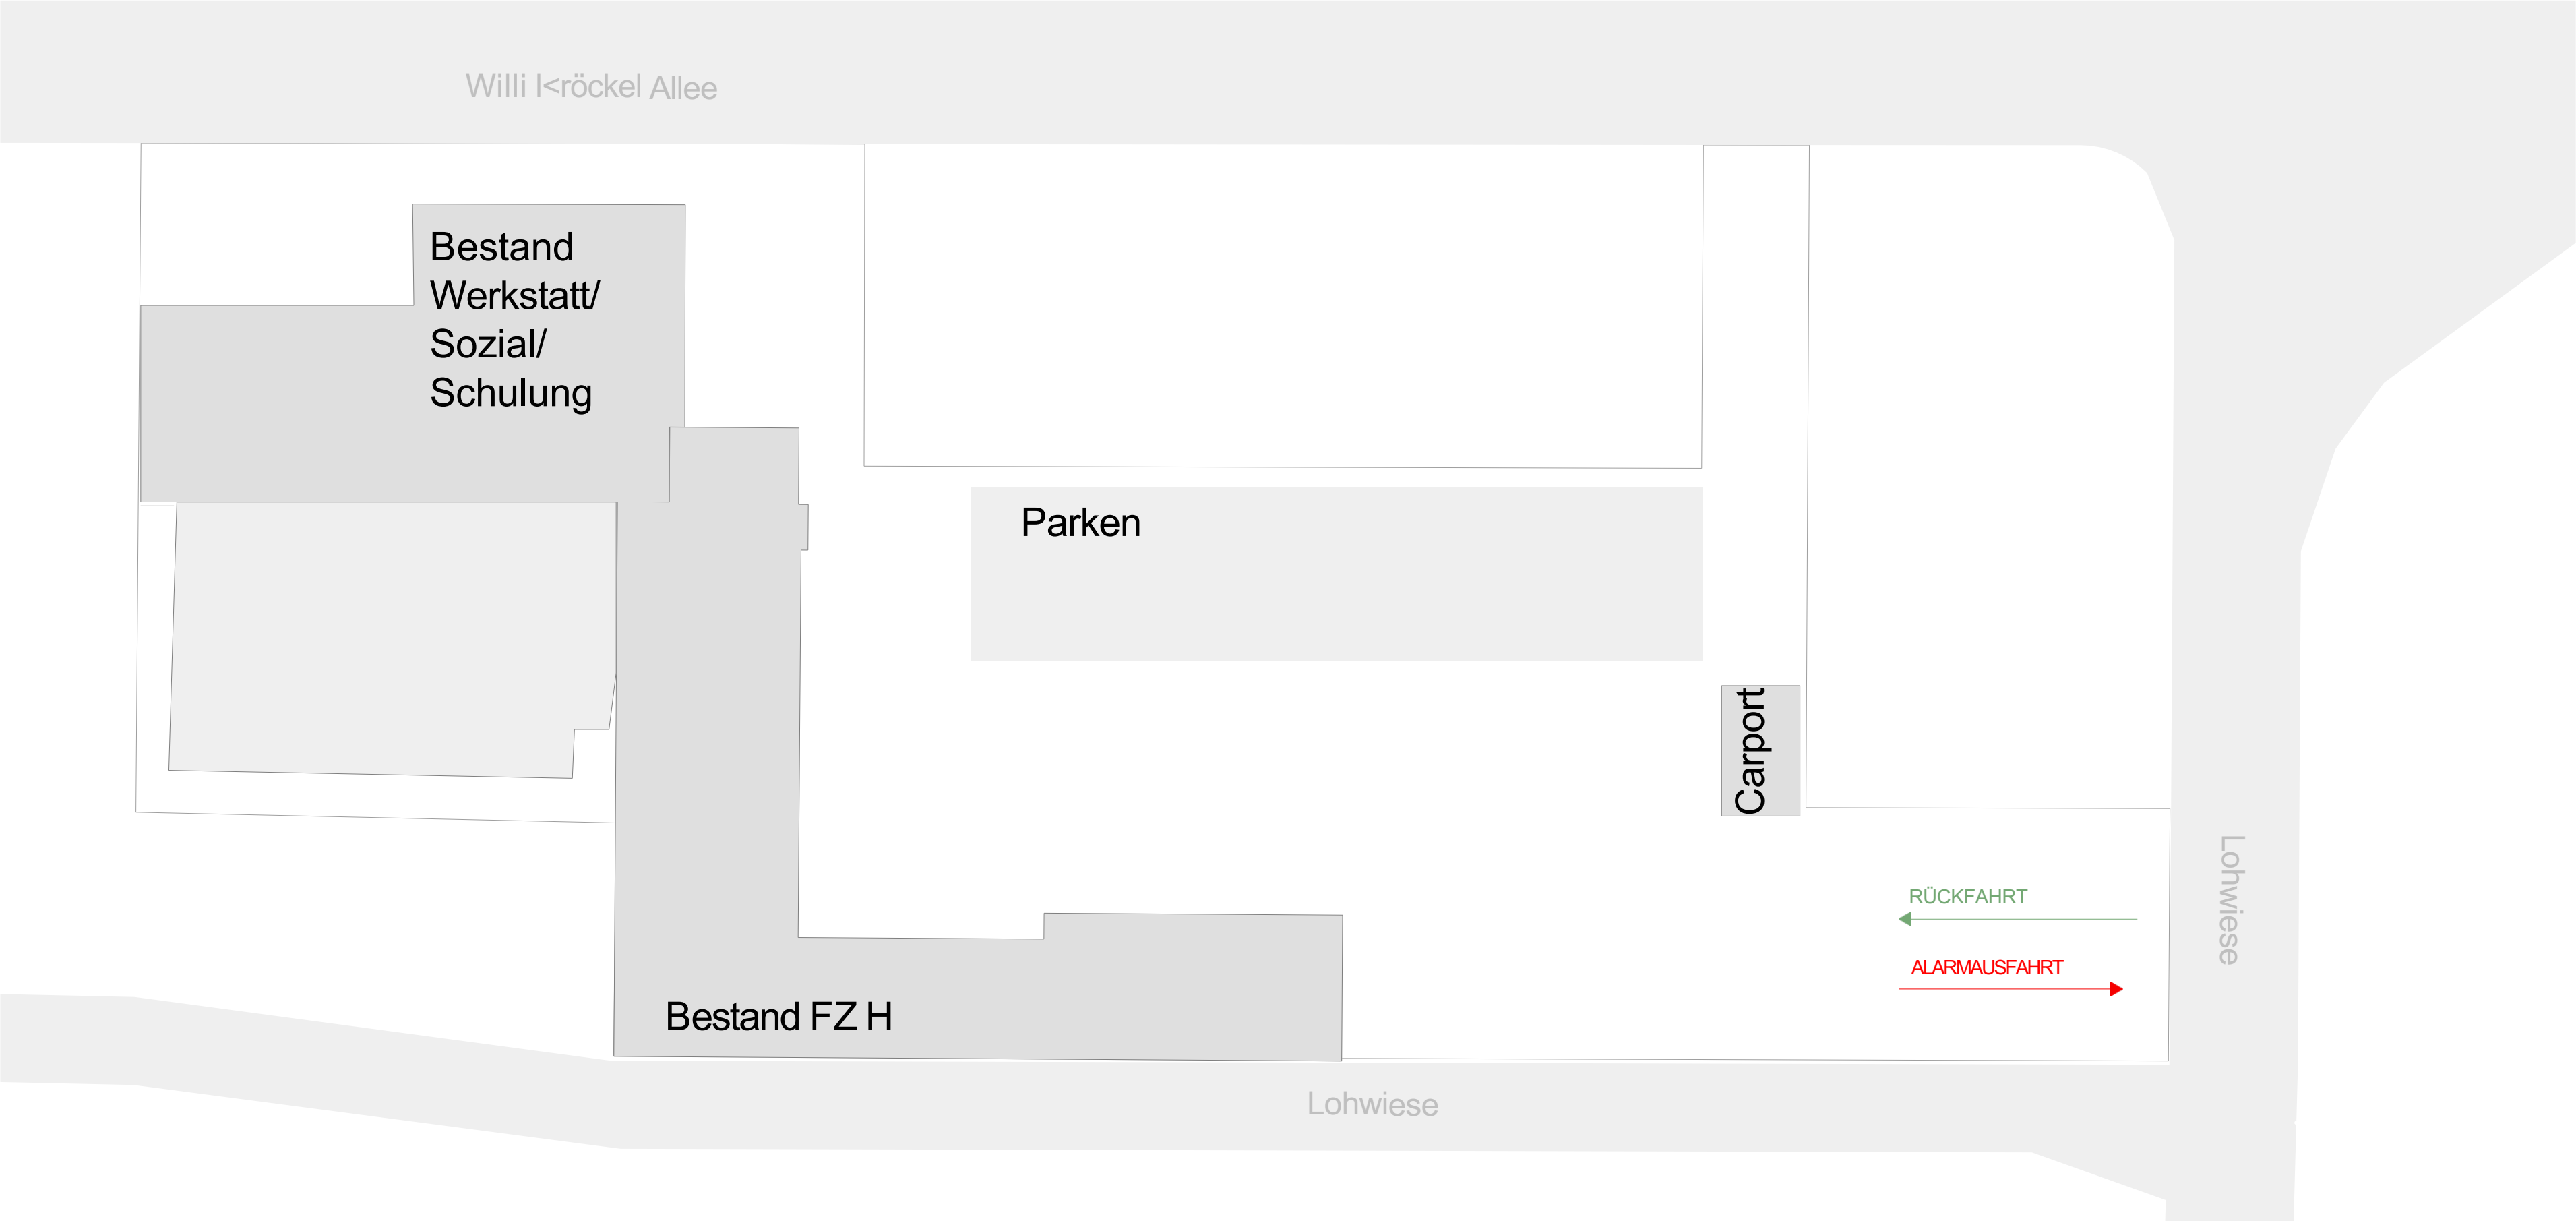 Willi I<röckel Allee
Bestand
Werkstatt/
Sozial/
Schulung
Parken
Carport
RÜCKFAHRT
ALARMAUSFAHRT
Lohwiese
Bestand FZ H
Lohwiese